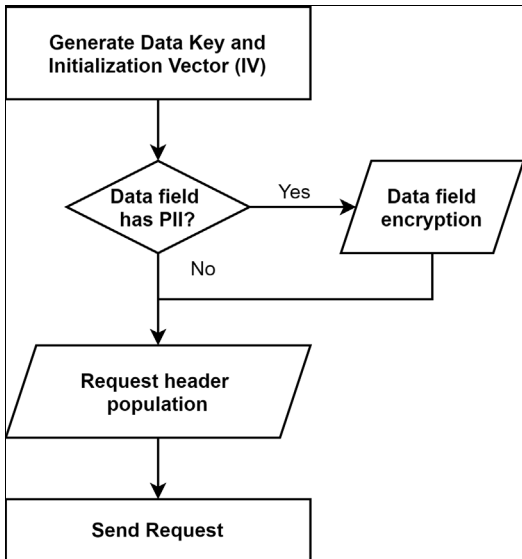 Generate Data Key and
Initialization Vector (IV)
Data field
has PII?
Yes
Data field
encryption
No
Request header
population
Send Request